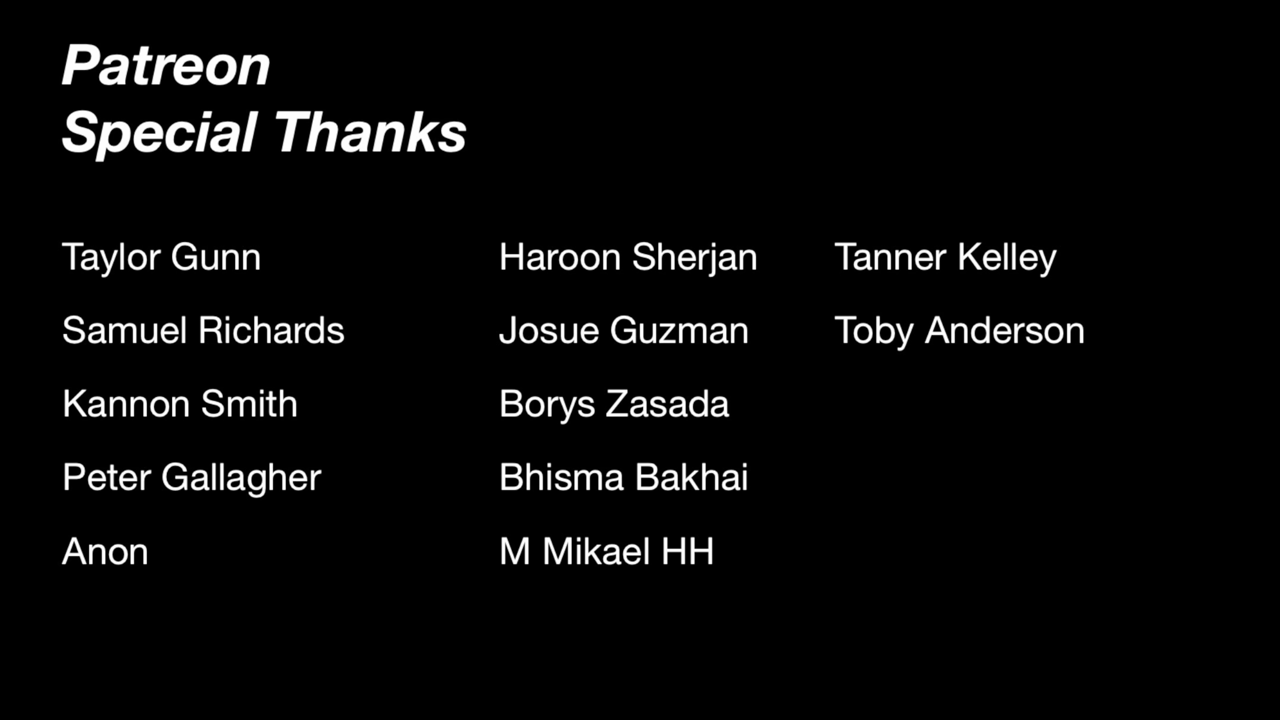 Patreon
Special Thanks
Taylor Gunn
Samuel Richards
Kannon Smith
Peter Gallagher
Anon
Haroon Sherjan
Josue Guzman
Borys Zasada
Bhisma Bakhai
M Mikael HH
Tanner Kelley
Toby Anderson